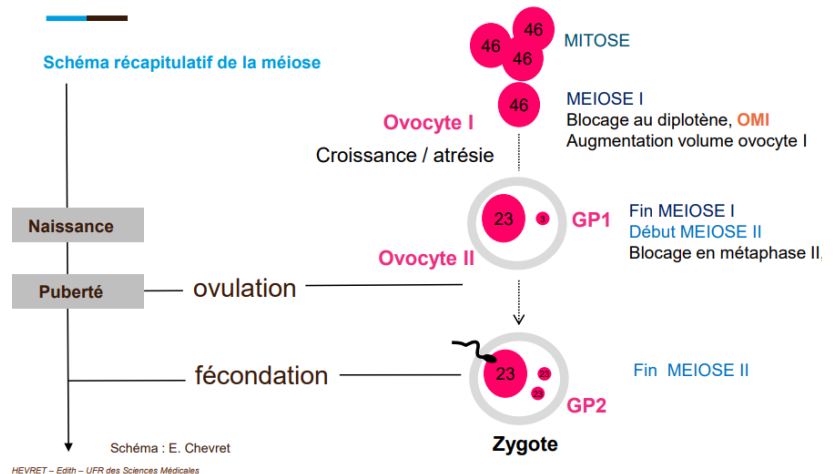 Schéma récapitulatif de la méiose
46
46
46
MITOSE
46
MEIOSE I
Blocage au diplotène, OMI
Augmentation volume ovocyte I
Ovocyte I
Croissance / atrésie
Naissance
23
GP1
Fin MEIOSE I
Début MEIOSE II
Blocage en métaphase II,
Ovocyte II
Puberté
ovulation
fécondation
23
23
23
GP2
Fin MEIOSE II
Zygote
Schéma : E. Chevret
HEVRET – Edith – UFR des Sciences Médicales